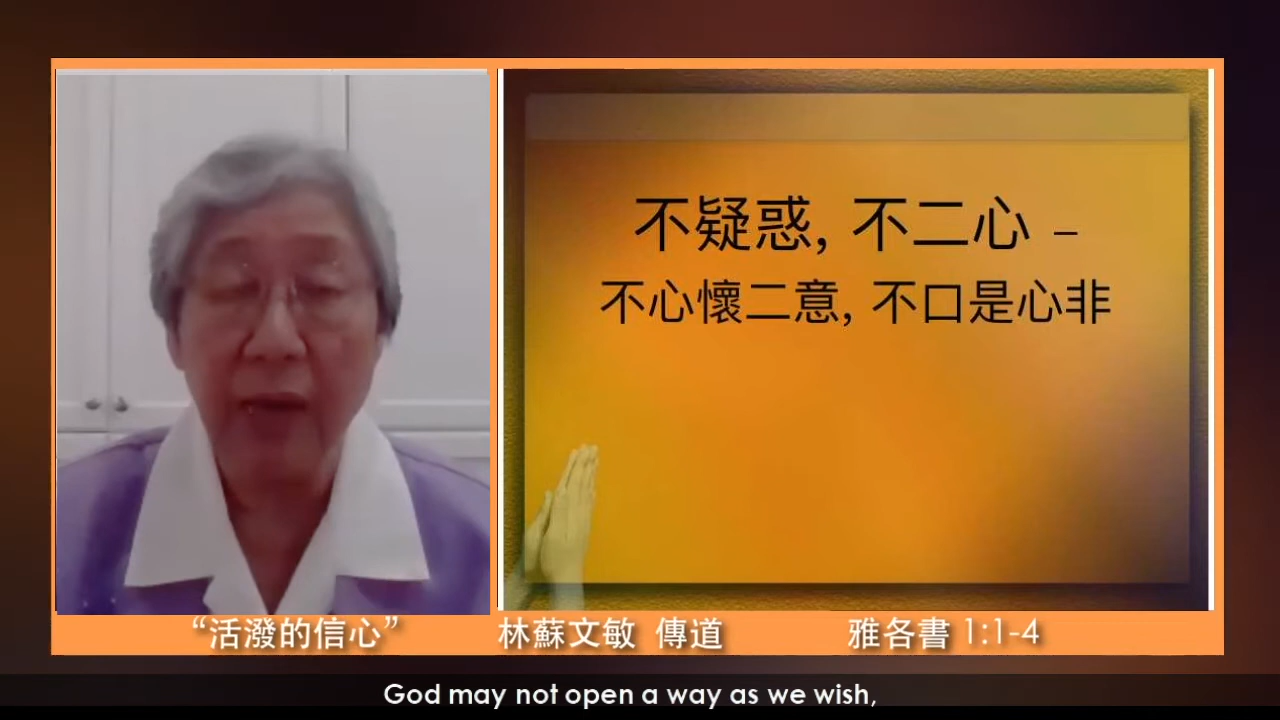 不疑惑, 不二心 –
不心懷二意, 不口是心非
“活潑的信心” 林蘇文敏 傳道 雅各書 1:1-4
God may not open a way as we wish,